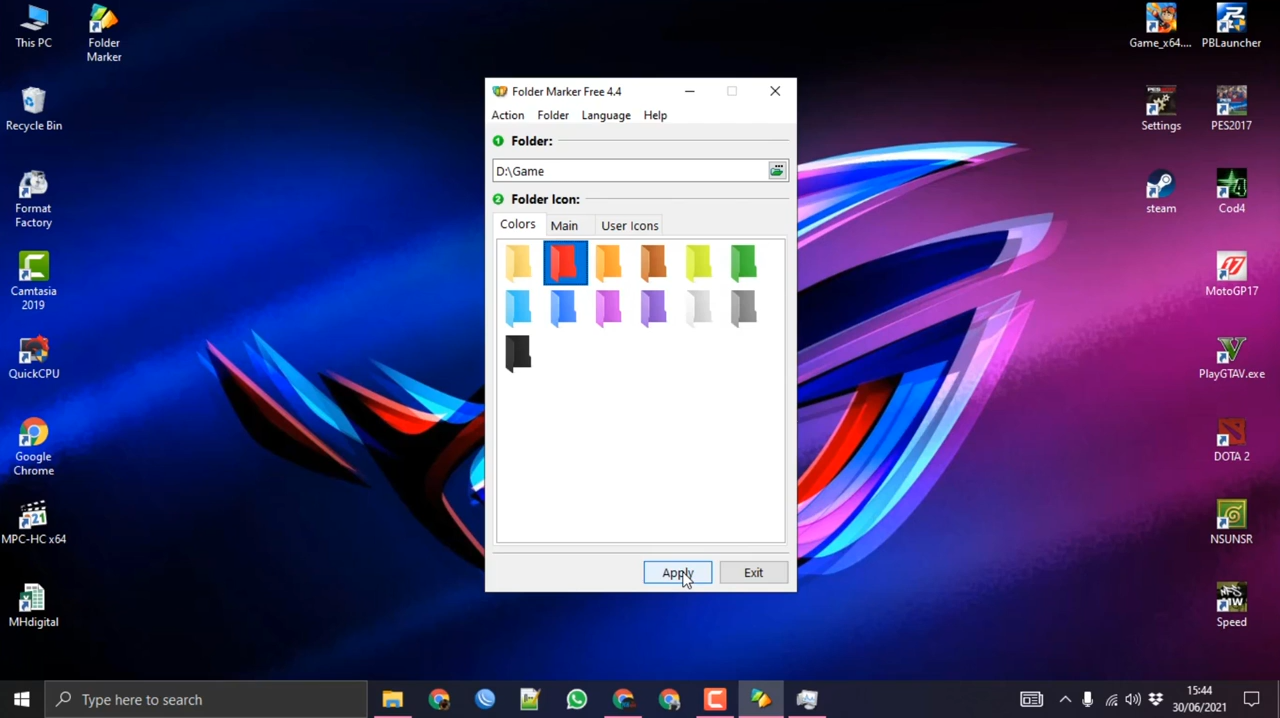 This PC
Folder
Marker
Recycle Bin
Format
Factory
Camtasia
2019
QuickCPU
Google
Chrome
21
MPC-HC x64
MHdigital
Folder Marker Free 4.4
Action Folder Language Help
1 Folder:
D:\Game
2 Folder Icon:
Colors Main User Icons
Apply Exit
Game_x64.... PBLauncher
Settings PES2017
steam Cod4
MotoGP17
PlayGTAV.exe
DOTA 2
NSUNSR
Speed
Type here to search
15:44
30/06/2021